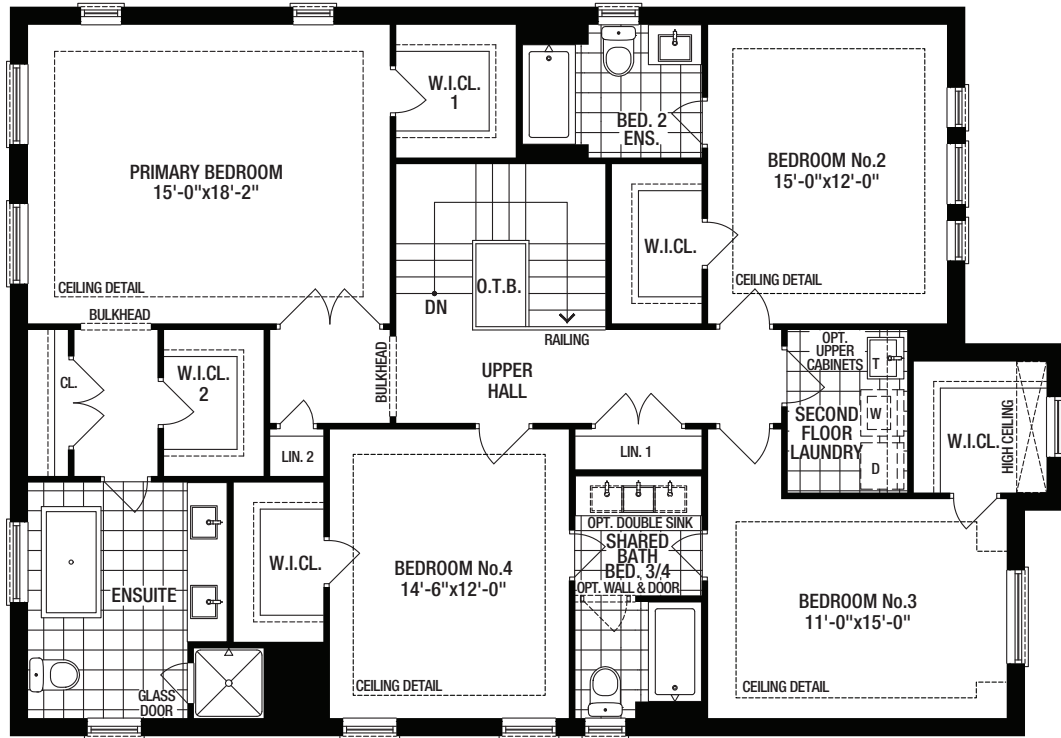 W.I.CL.
1
BED. 2
ENS.
PRIMARY BEDROOM
15'-0"x18'-2"
BEDROOM No.2
15'-0"x12'-0"
W.I.CL.
CEILING DETAIL
O.T.B.
DN
CEILING DETAIL
BULKHEAD
RAILING
OPT.
UPPER
CABINETS
T
CL.
W.I.CL.
2
BULKHEAD
UPPER
HALL
W
SECOND
FLOOR
LAUNDRY
D
W.I.CL.
HIGH CEILING
LIN. 2
LIN. 1
OPT. DOUBLE SINK
SHARED
BATH
BED. 3/4
OPT. WALL & DOOR
W.I.CL.
BEDROOM No.4
14'-6"x12'-0"
ENSUITE
BEDROOM No.3
11'-0"x15'-0"
GLASS
DOOR
CEILING DETAIL
CEILING DETAIL